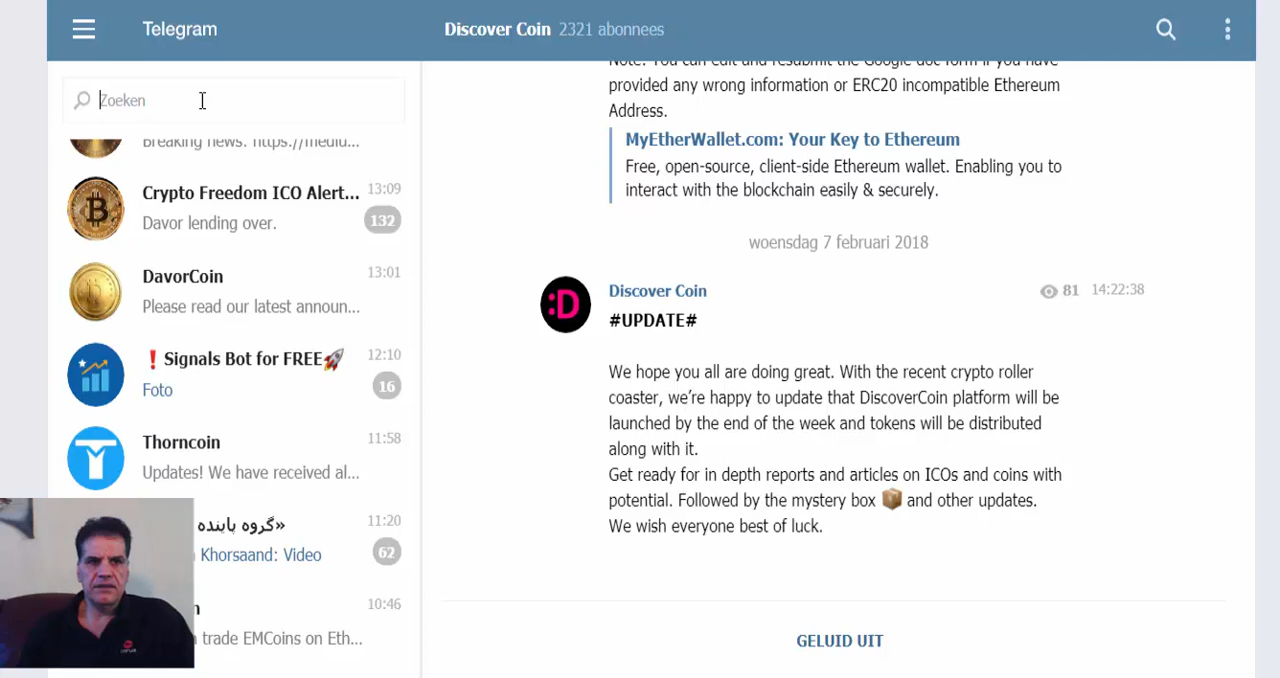 Telegram
Discover Coin 2321 abonnees
Zoeken
Breaking news: https://mediu...
Crypto Freedom ICO Alert... 13:09
Davor lending over. 132
DavorCoin 13:01
Please read our latest announ...
❗Signals Bot for FREE🚀 12:10
Foto 16
Thorncoin 11:58
Updates! We have received al...
گروه پاینده» 11:20
Khorsaand: Video 62
10:46
trade EMCoins on Eth...
Note: You can edit and resubmit the Google doc form if you have
provided any wrong information or ERC20 incompatible Ethereum
Address.
MyEtherWallet.com: Your Key to Ethereum
Free, open-source, client-side Ethereum wallet. Enabling you to
interact with the blockchain easily & securely.
woensdag 7 februari 2018
:D
Discover Coin 81 14:22:38
#UPDATE#
We hope you all are doing great. With the recent crypto roller
coaster, we're happy to update that DiscoverCoin platform will be
launched by the end of the week and tokens will be distributed
along with it.
Get ready for in depth reports and articles on ICOs and coins with
potential. Followed by the mystery box 📦 and other updates.
We wish everyone best of luck.
GELUID UIT